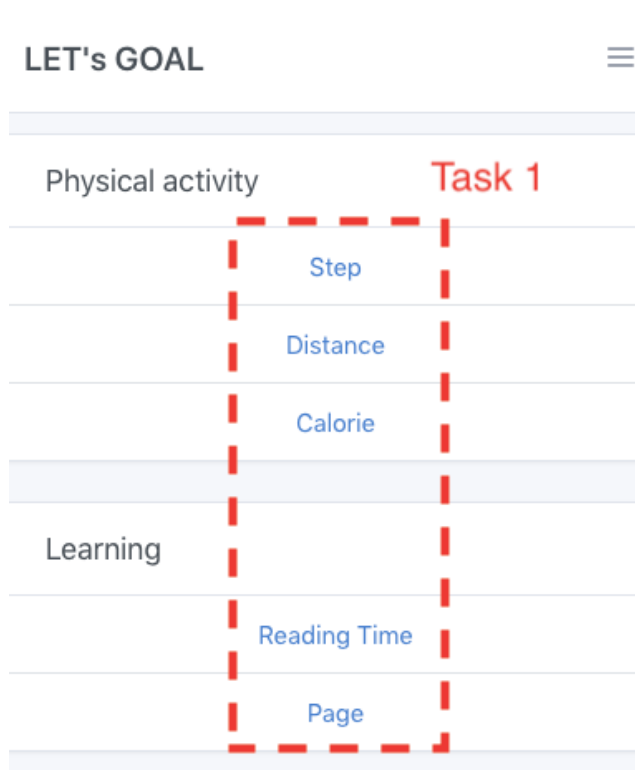 LET's GOAL
Physical activity Task 1
Step
Distance
Calorie
Learning
Reading Time
Page